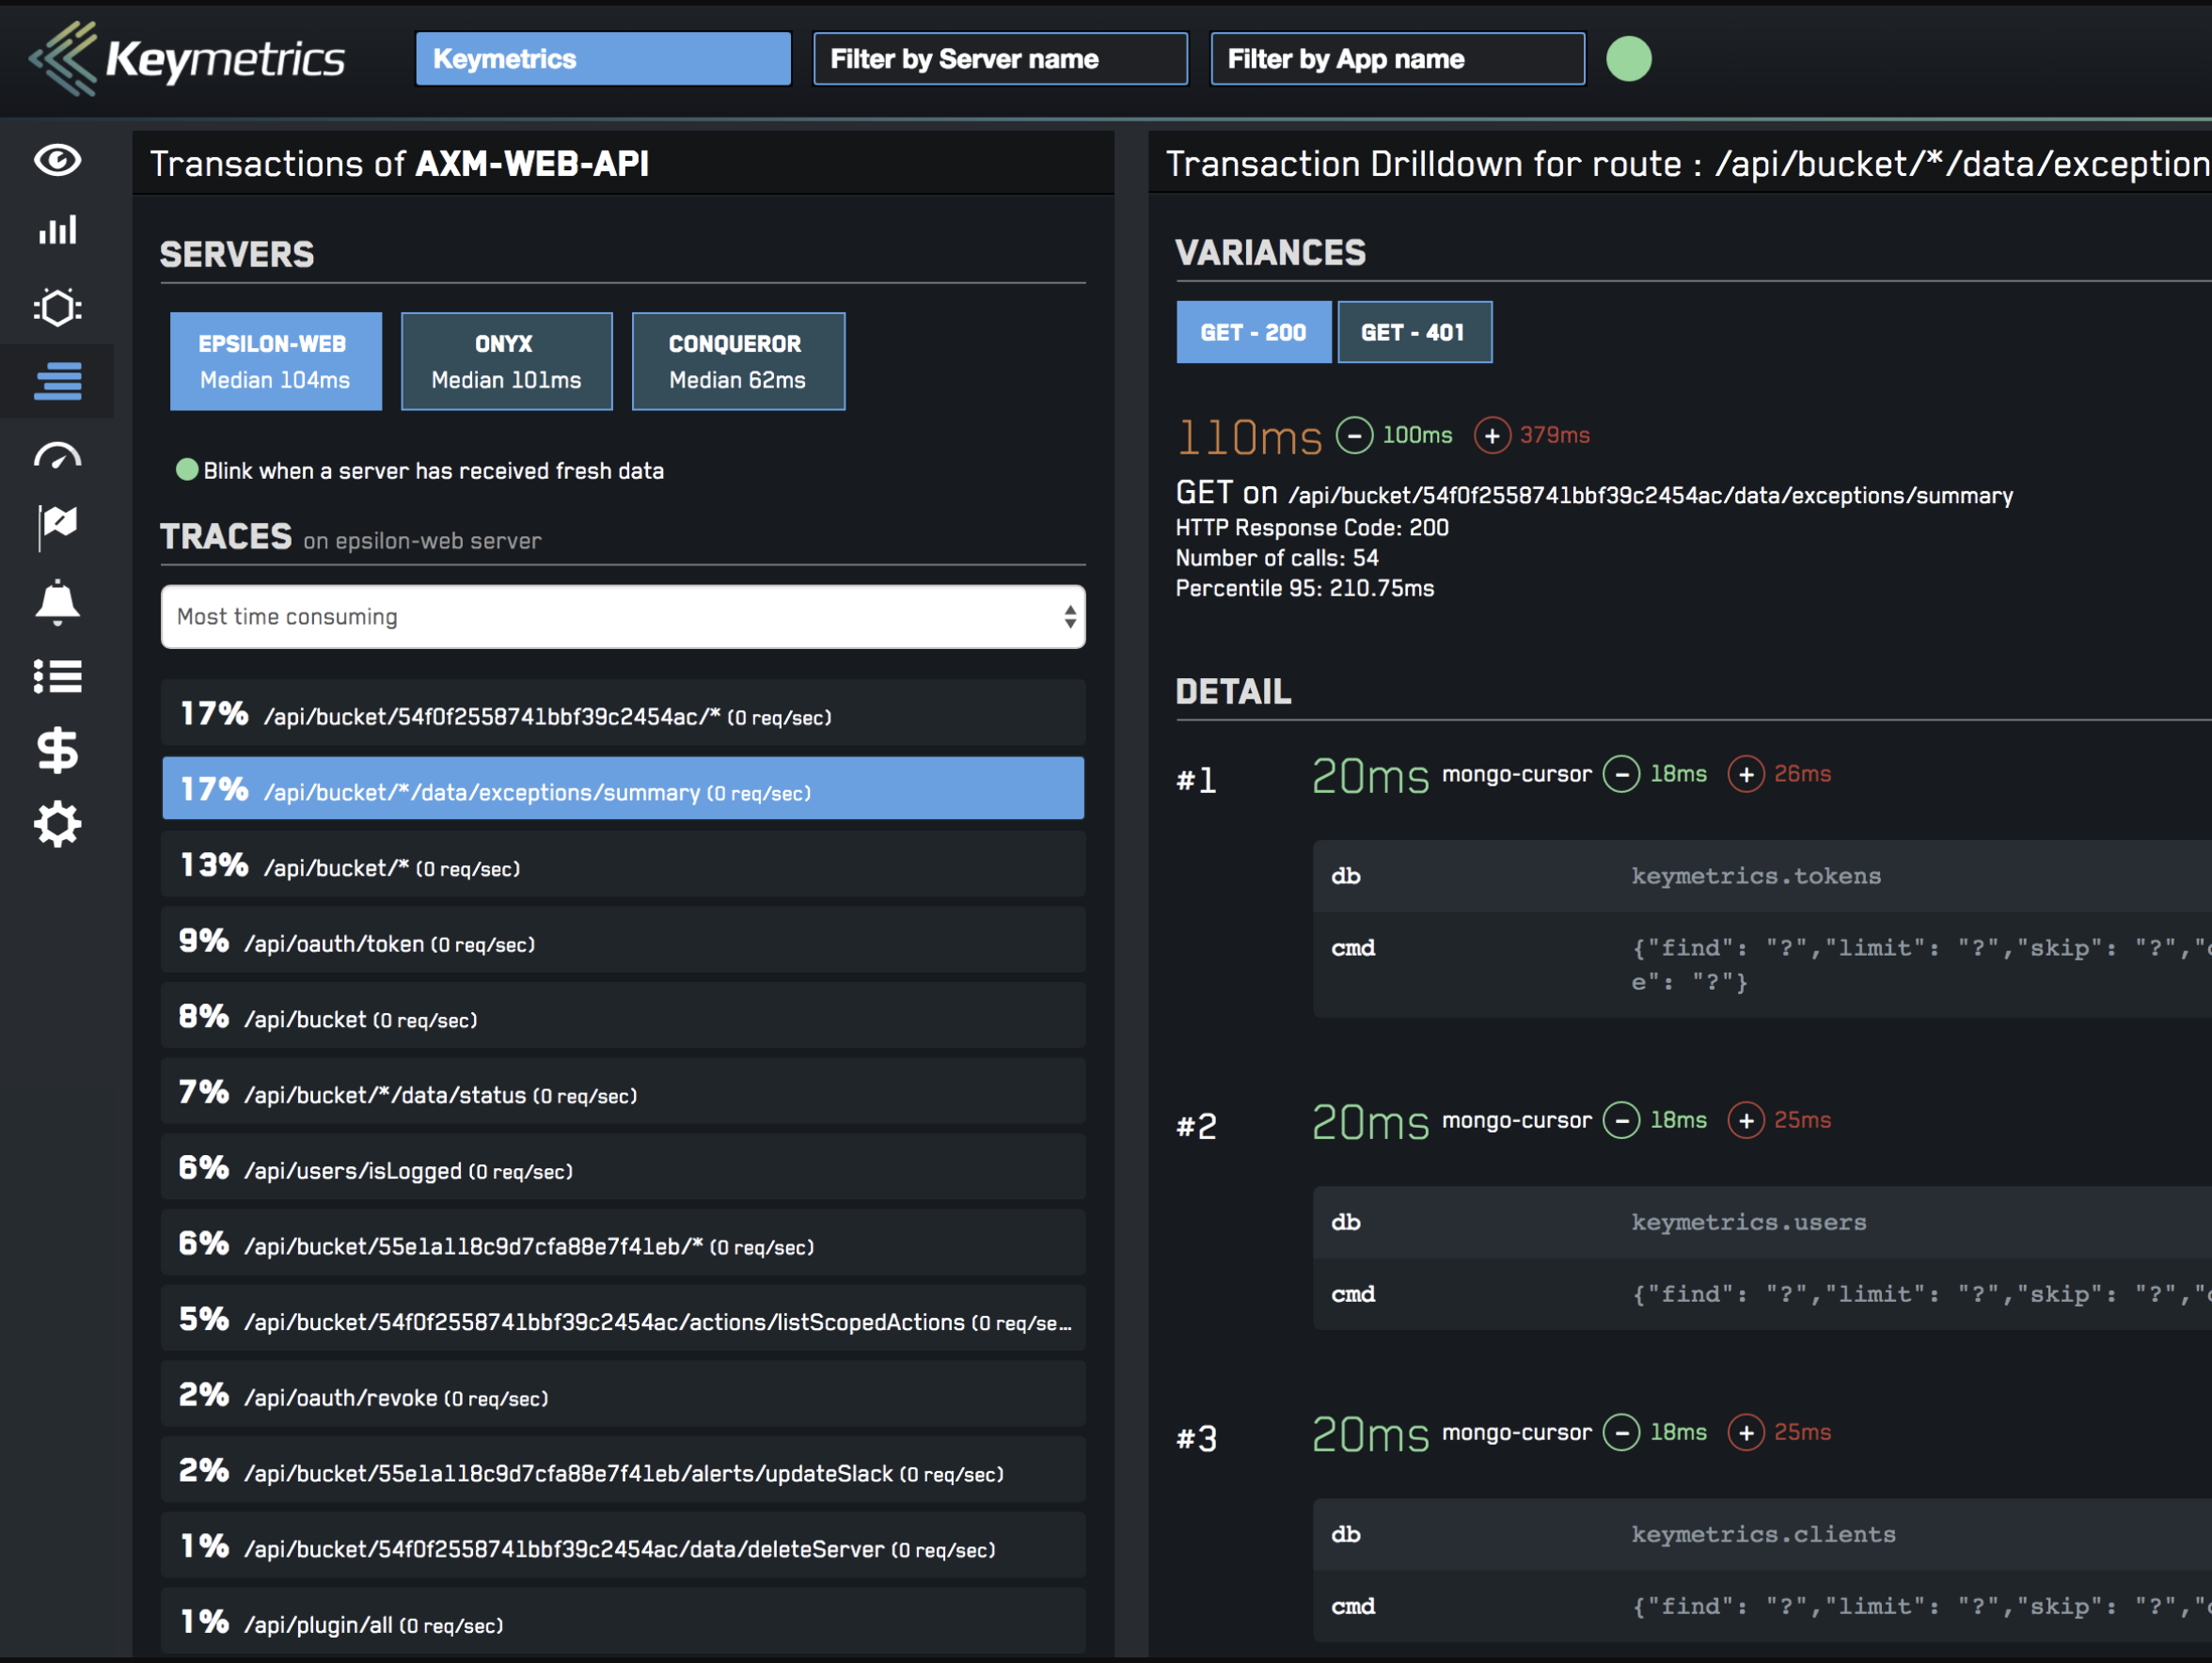 Keymetrics
Keymetrics
Filter by Server name
Filter by App name
Transactions of AXM-WEB-API
SERVERS
EPSILON-WEB
Median 104ms
ONYX
Median 101ms
CONQUEROR
Median 62ms
Blink when a server has received fresh data
TRACES on epsilon-web server
Most time consuming
17% /api/bucket/54f0f2558741bbf39c2454ac/* (0 req/sec)
17% /api/bucket/*/data/exceptions/summary (0 req/sec)
13% /api/bucket/* (0 req/sec)
9% /api/oauth/token (0 req/sec)
8% /api/bucket (0 req/sec)
7% /api/bucket/*/data/status (0 req/sec)
6% /api/users/isLogged (0 req/sec)
6% /api/bucket/55e1a118c9d7cfa88e7f41eb/* (0 req/sec)
5% /api/bucket/54f0f2558741bbf39c2454ac/actions/listScopedActions (0 req/se...
2% /api/oauth/revoke (0 req/sec)
2% /api/bucket/55e1a118c9d7cfa88e7f41eb/alerts/updateSlack (0 req/sec)
1% /api/bucket/54f0f2558741bbf39c2454ac/data/deleteServer (0 req/sec)
1% /api/plugin/all (0 req/sec)
Transaction Drilldown for route : /api/bucket/*/data/exception
VARIANCES
GET - 200
GET - 401
110ms - 100ms + 379ms
GET on /api/bucket/54f0f2558741bbf39c2454ac/data/exceptions/summary
HTTP Response Code: 200
Number of calls: 54
Percentile 95: 210.75ms
DETAIL
#1 20ms mongo-cursor - 18ms + 26ms
db keymetrics.tokens
cmd {"find": "?","limit": "?","skip": "?","
e": "?"}
#2 20ms mongo-cursor - 18ms + 25ms
db keymetrics.users
cmd {"find": "?","limit": "?","skip": "?","
#3 20ms mongo-cursor - 18ms + 25ms
db keymetrics.clients
cmd {"find": "?","limit": "?","skip": "?","